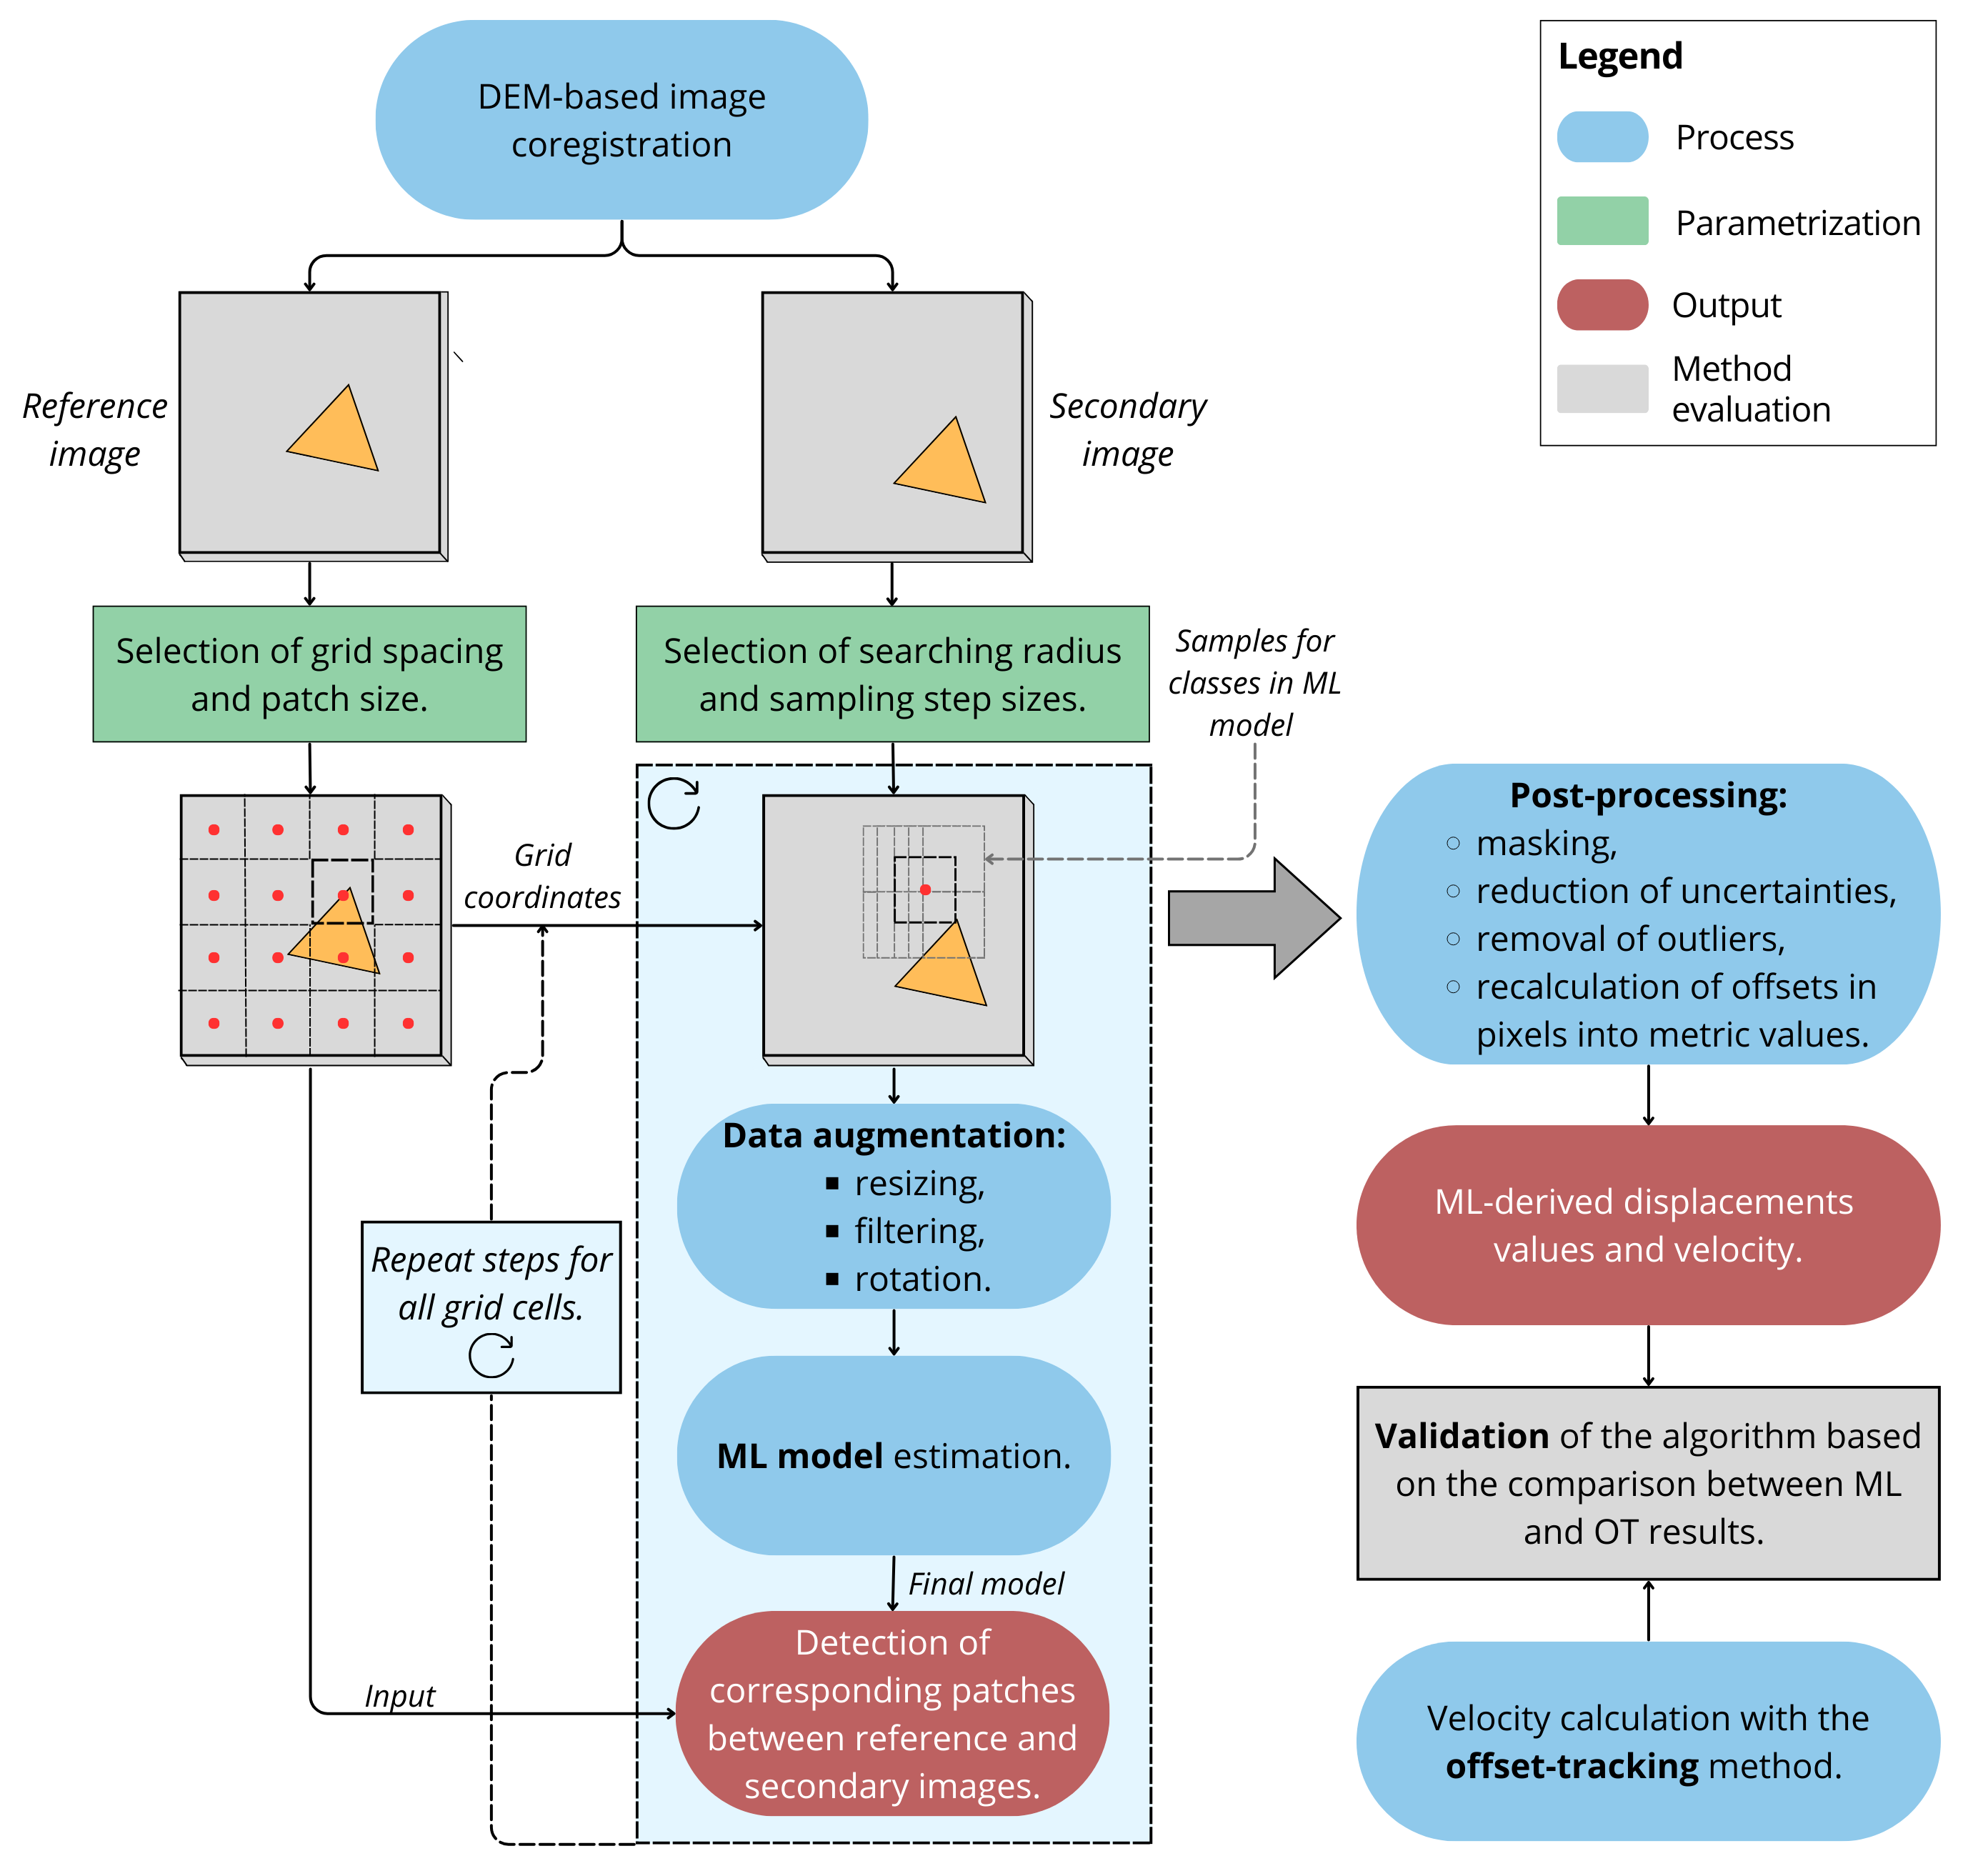 DEM-based image
coregistration
Legend
Process
Parametrization
Output
Method
evaluation
Reference
image
Secondary
image
Selection of grid spacing
and patch size.
Selection of searching radius
and sampling step sizes.
Samples for
classes in ML
model
Grid
coordinates
Repeat steps for
all grid cells.
Data augmentation:
resizing,
filtering,
rotation.
ML model estimation.
Final model
Input
Detection of
corresponding patches
between reference and
secondary images.
Post-processing:
masking,
reduction of uncertainties,
removal of outliers,
recalculation of offsets in
pixels into metric values.
ML-derived displacements
values and velocity.
Validation of the algorithm based
on the comparison between ML
and OT results.
Velocity calculation with the
offset-tracking method.